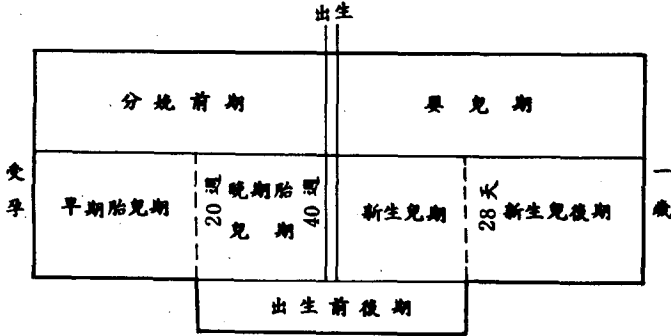 出生
分娩前期
嬰兒期
受孕
早期胎兒期
20週
晚期胎
兒期
40週
新生兒期
28天
新生兒後期
一歲
出生前後期